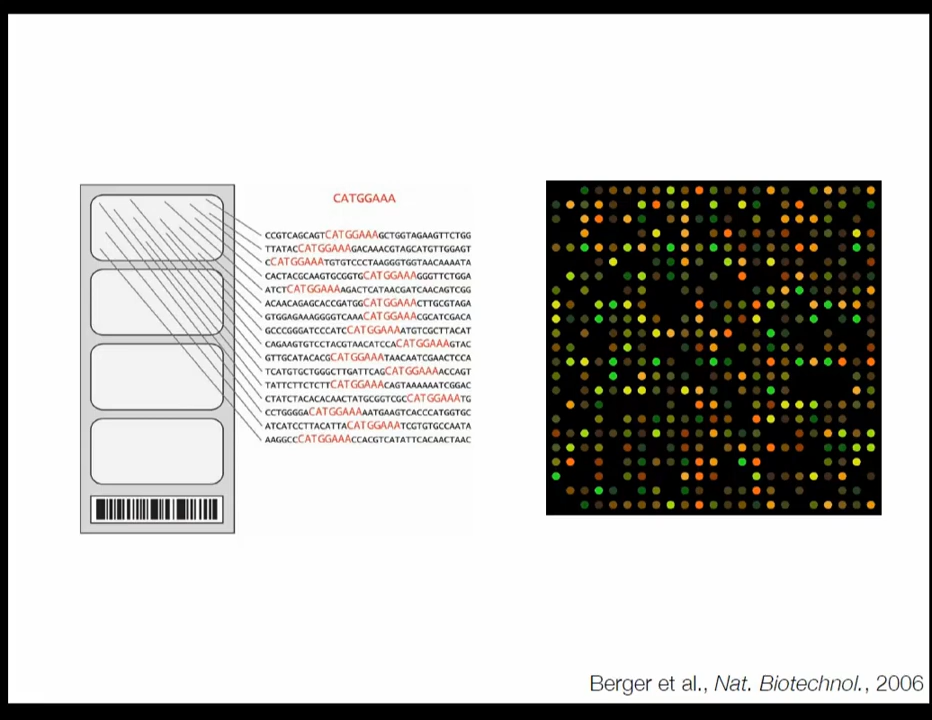 CATGGAAA
CCGTCAGCAGTCATGGAAAGCTGGTAGAAGTTCTGG
TTATACCATGGAAAGACAAACGTAGCATGTTGGAGT
CCATGGAAATGTGTCCCTAAGGGTGGTAACAAAATA
CACTACGCAAGTGCGGTGCATGGAAAGGGTTCTGGA
ATCTCATGGAAAAGACTCATAACGATCAACAGTCGG
ACAACAGAGCACCGATGGCATGGAAACTTGCGTAGA
GTGGAGAAAGGGGTCAAACATGGAAACGCATCGACA
GCCCGGGATCCCATCCATGGAAAATGTCGCTTACAT
CAGAAGTGTCCTACGTAACATCCACATGGAAAGTAC
GTTGCATACACGCATGGAAATAACAATCGAACTCCA
TCATGTGCTGGGCTTGATTCAGCATGGAAAACCAGT
TATTCTTCTCTTCATGGAAACAGTAAAAAATCGGAC
CTATCTACACACAACTATGCGGTCGCCATGGAAATG
CCTGGGGACATGGAAAAATGAAGTCACCCATGGTGC
ATCATCCTTACATTACATGGAAATCGTGTGCCAATA
AAGGCCCATGGAAACCACGTCATATTCACAACTAAC
Berger et al., Nat. Biotechnol., 2006